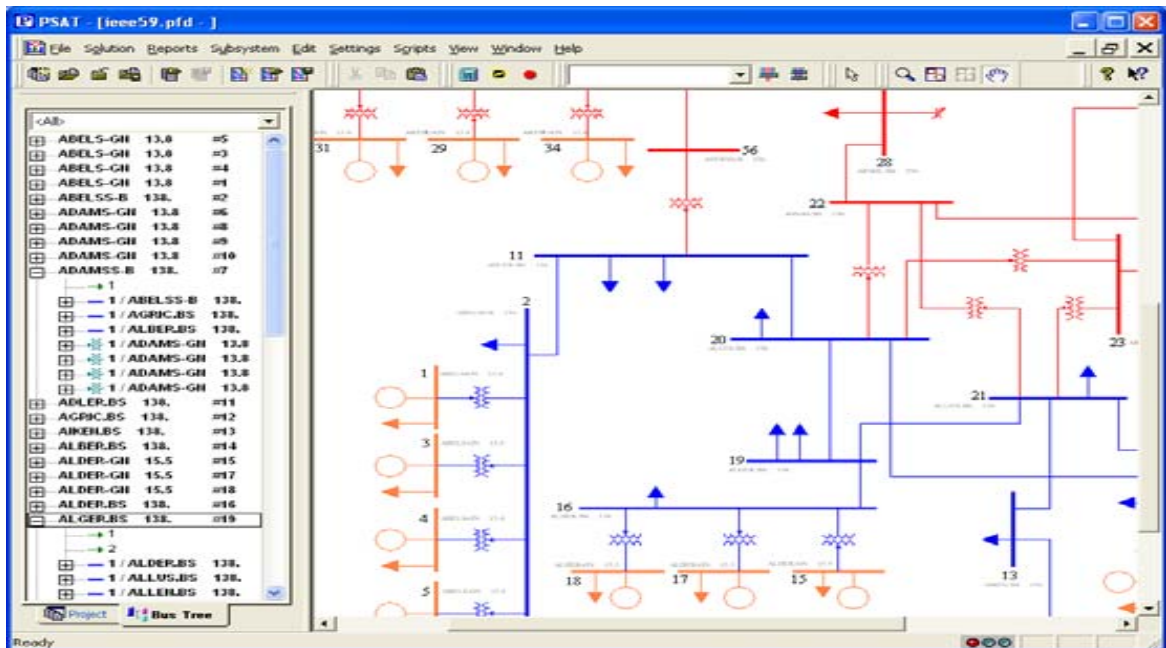 PSAT - [ieee59.pfd - ]
File Solution Reports Subsystem Edit Settings Scripts View Window Help
<All>
ABELS-GH 13.8 #5
ABELS-GH 13.8 #3
ABELS-GH 13.8 #4
ABELS-GH 13.8 #1
ABELSS-B 138. #2
ADAMS-GH 13.8 #6
ADAMS-GH 13.8 #8
ADAMS-GH 13.8 #9
ADAMS-GH 13.8 #10
ADAMSS-B 138. #7
1
1 / ABELSS-B 138.
1 / AGRIC.BS 138.
1 / ALBER.BS 138.
1 / ADAMS-GH 13.8
1 / ADAMS-GH 13.8
1 / ADAMS-GH 13.8
1 / ADAMS-GH 13.8
ADLER.BS 138. #11
AGRIC.BS 138. #12
AIKEN.BS 138. #13
ALBER.BS 138. #14
ALDER-GH 15.5 #15
ALDER-GH 15.5 #17
ALDER-GH 15.5 #18
ALDER.BS 138. #16
ALGER.BS 138. #19
1
2
1 / ALDER.BS 138.
1 / ALLUS.BS 138.
1 / ALLEN.BS 138.
Project Bus Tree
Ready
31
29
34
56
28
22
11
2
20
23
1
21
3
19
16
4
18
17
15
13
5